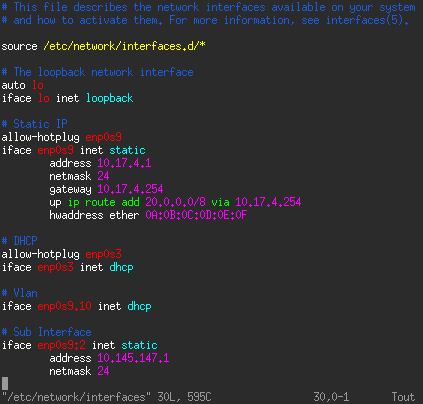 # This file describes the network interfaces available on your system
# and how to activate them. For more information, see interfaces(5).
source /etc/network/interfaces.d/*
# The loopback network interface
auto lo
iface lo inet loopback
# Static IP
allow-hotplug enp0s9
iface enp0s9 inet static
address 10.17.4.1
netmask 24
gateway 10.17.4.254
up ip route add 20.0.0.0/8 via 10.17.4.254
hwaddress ether 0A:0B:0C:0D:0E:0F
# DHCP
allow-hotplug enp0s3
iface enp0s3 inet dhcp
# Vlan
iface enp0s9.10 inet dhcp
# Sub Interface
iface enp0s9:2 inet static
address 10.145.147.1
netmask 24
"/etc/network/interfaces" 30L, 595C 30,0-1 Tout